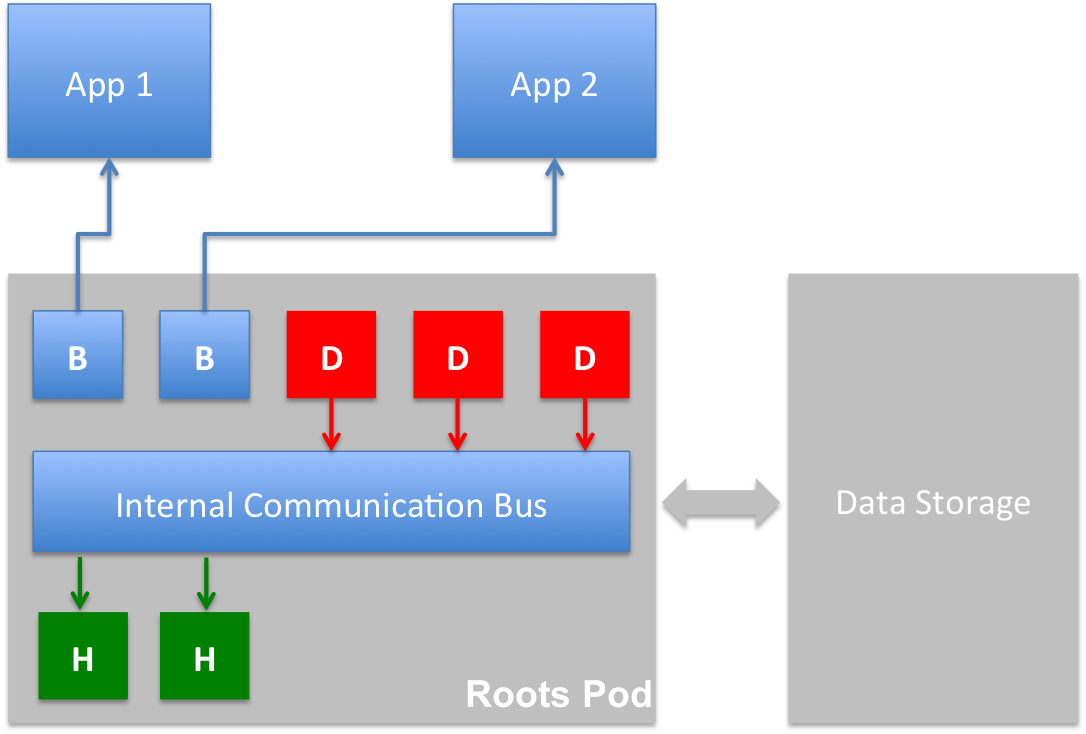 App 1
App 2
B
B
D
D
D
Internal Communication Bus
Data Storage
H
H
Roots Pod